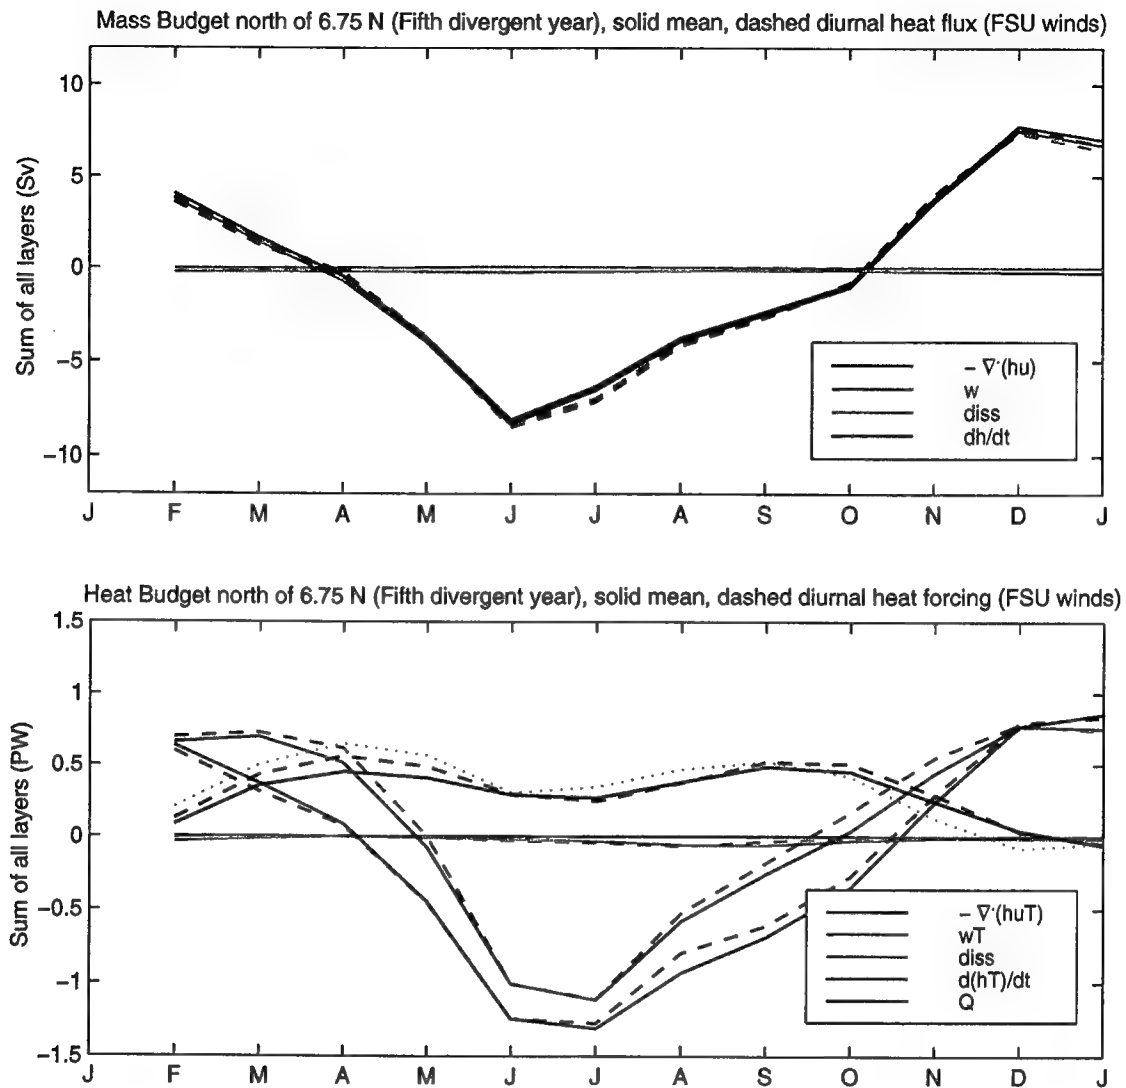 Mass Budget north of 6.75 N (Fifth divergent year), solid mean, dashed diurnal heat flux (FSU winds)
Sum of all layers (Sv)
10
5
0
−5
−10
− ∇·(hu)
w
diss
dh/dt
J F M A M J J A S O N D J
Heat Budget north of 6.75 N (Fifth divergent year), solid mean, dashed diurnal heat forcing (FSU winds)
Sum of all layers (PW)
1.5
1
0.5
0
−0.5
−1
−1.5
− ∇·(huT)
wT
diss
d(hT)/dt
Q
J F M A M J J A S O N D J